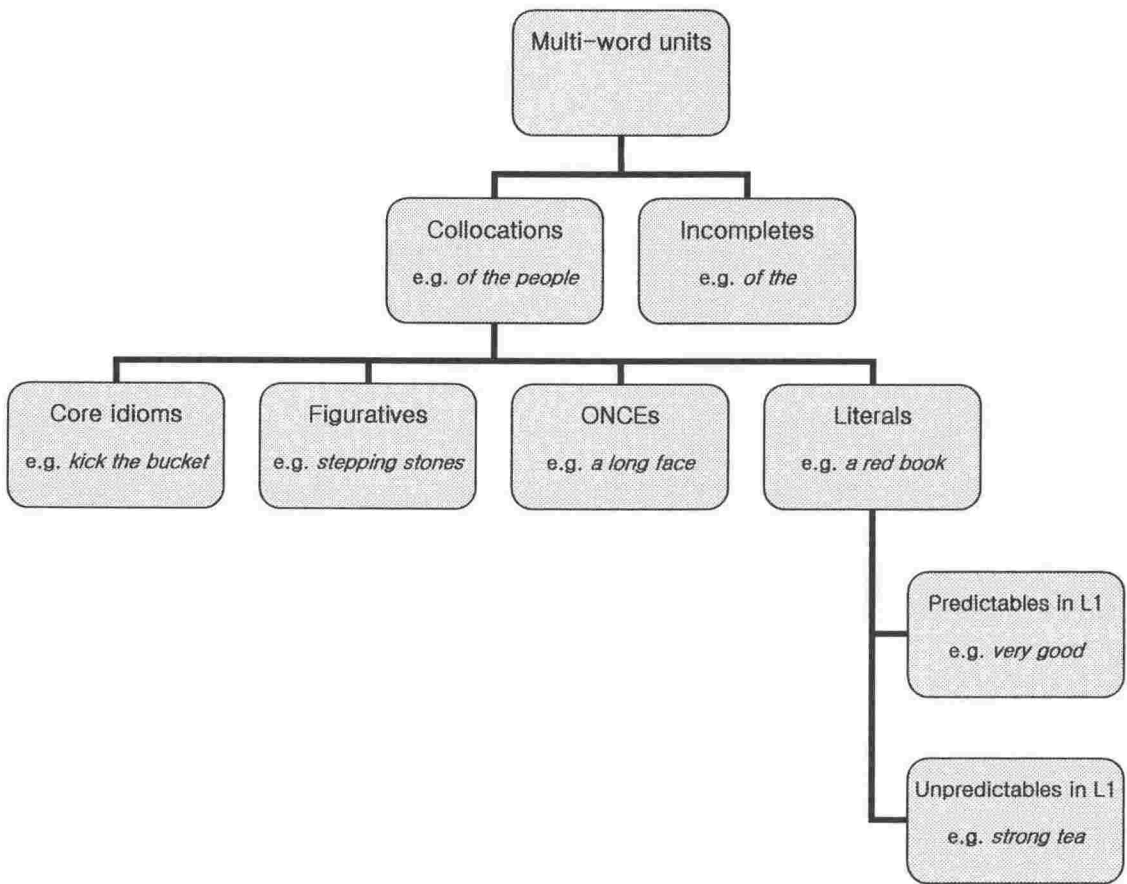 Multi-word units
Collocations
e.g. of the people
Incompletes
e.g. of the
Core idioms
e.g. kick the bucket
Figuratives
e.g. stepping stones
ONCEs
e.g. a long face
Literals
e.g. a red book
Predictables in L1
e.g. very good
Unpredictables in L1
e.g. strong tea